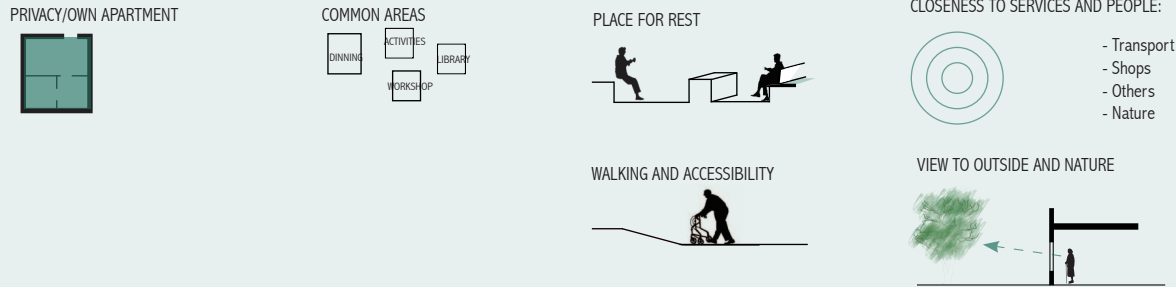 PRIVACY/OWN APARTMENT
COMMON AREAS
DINNING
ACTIVITIES
LIBRARY
WORKSHOP
PLACE FOR REST
CLOSENESS TO SERVICES AND PEOPLE:
- Transport
- Shops
- Others
- Nature
WALKING AND ACCESSIBILITY
VIEW TO OUTSIDE AND NATURE